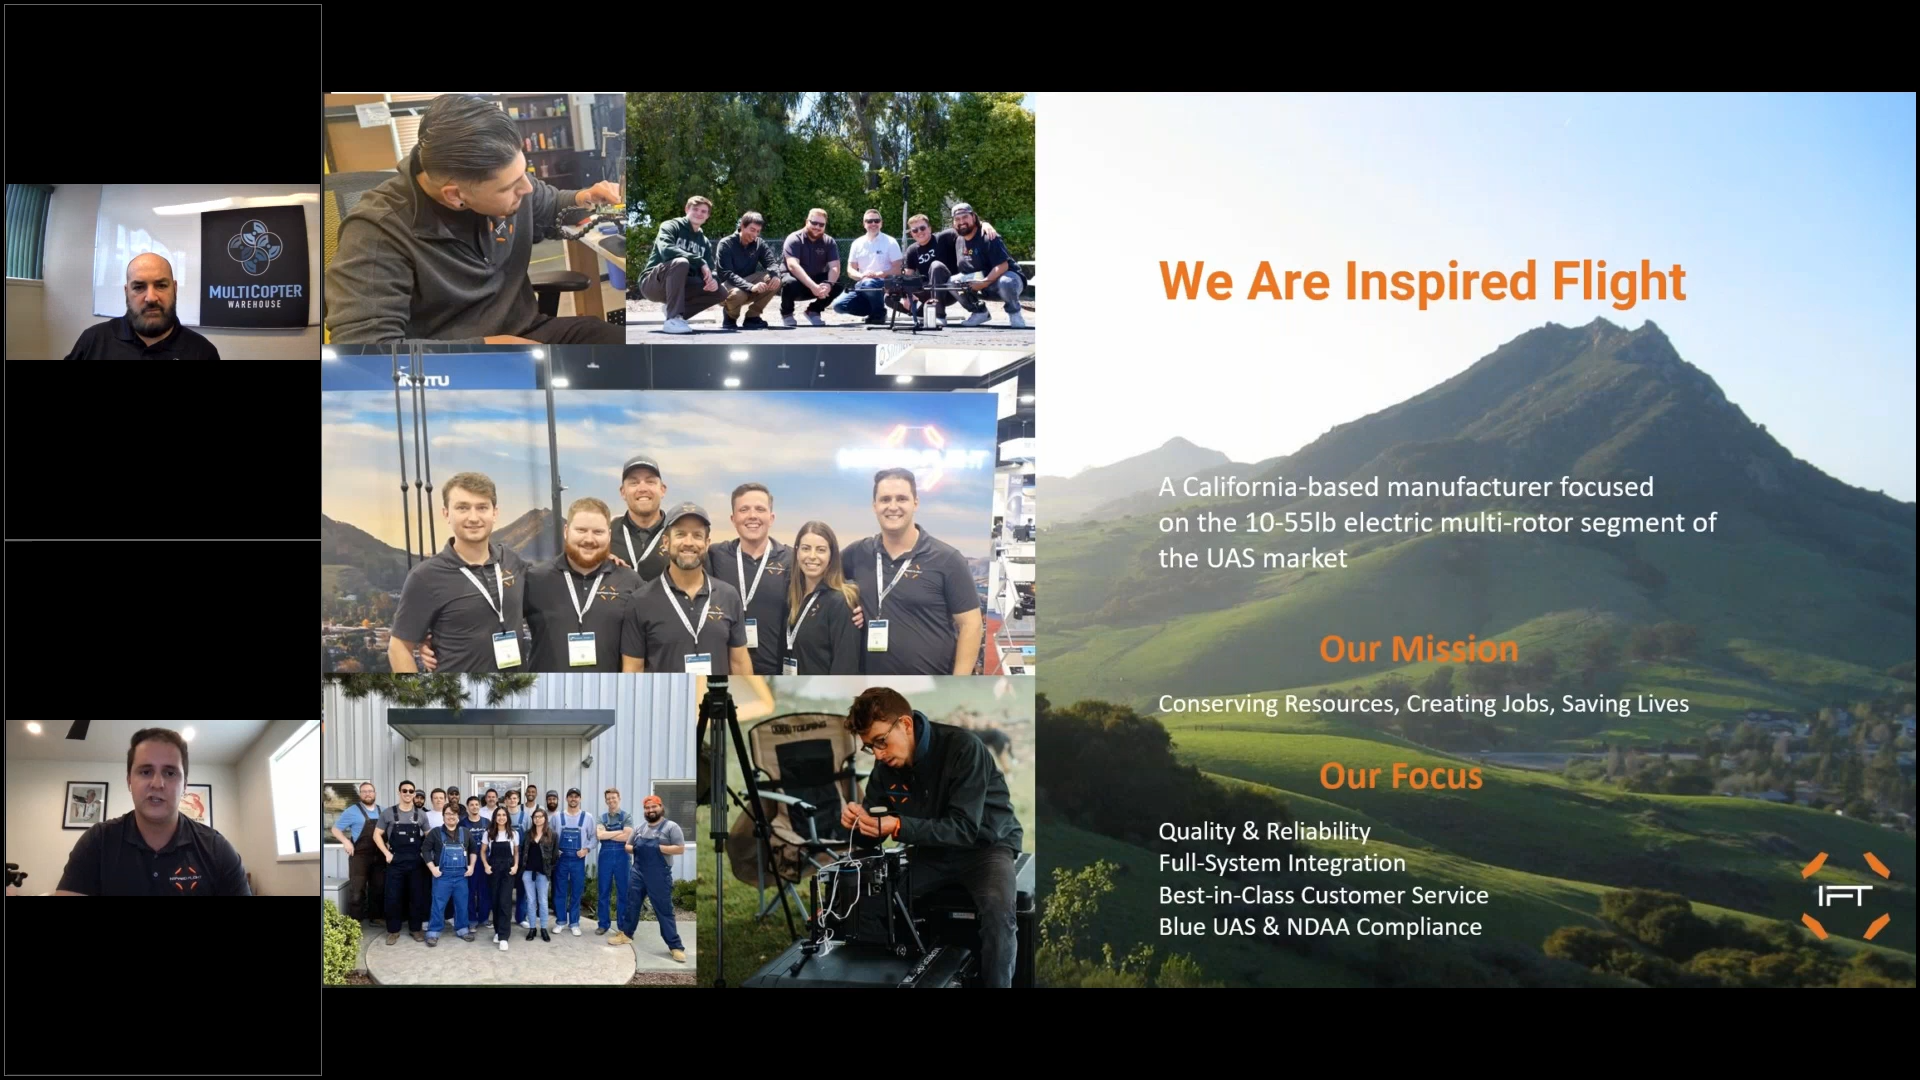 MULTICOPTER
WAREHOUSE
We Are Inspired Flight
A California-based manufacturer focused
on the 10-55lb electric multi-rotor segment of
the UAS market
Our Mission
Conserving Resources, Creating Jobs, Saving Lives
Our Focus
Quality & Reliability
Full-System Integration
Best-in-Class Customer Service
Blue UAS & NDAA Compliance
IFT